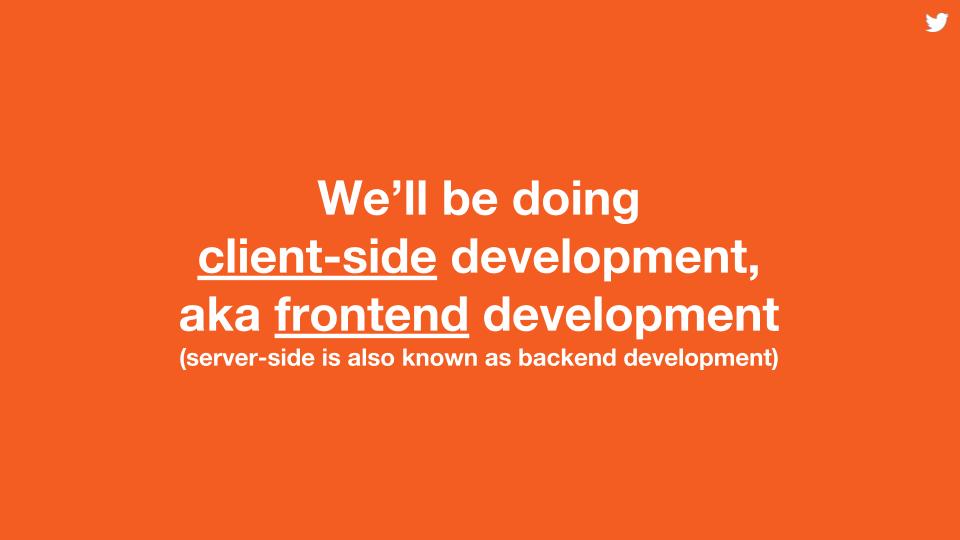 We’ll be doing
client-side development,
aka frontend development
(server-side is also known as backend development)